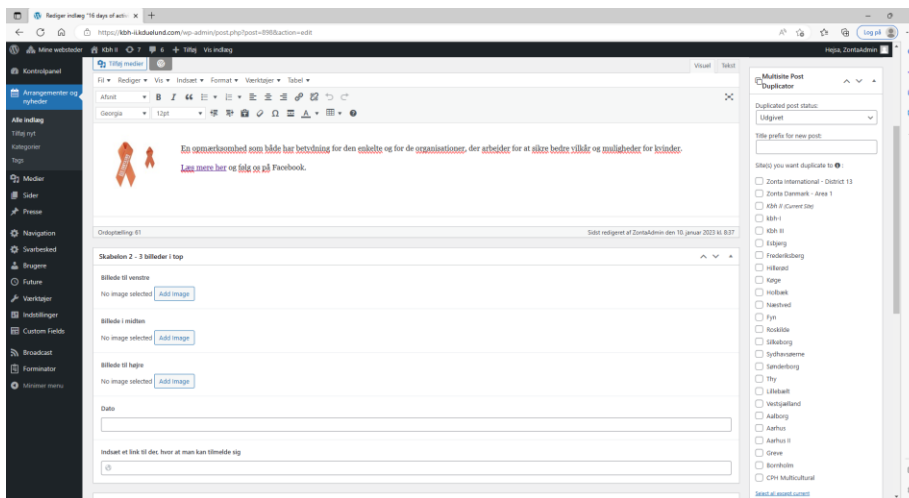 Rediger indlæg "16 days of activ
https://kbh-ii.kduelund.com/wp-admin/post.php?post=898&action=edit
Log på
Mine websteder
Kbh II
7
6
Tilføj
Vis indlæg
Hejsa, ZontaAdmin
Kontrolpanel
Arrangementer og nyheder
Alle indlæg
Tilføj nyt
Kategorier
Tags
Medier
Sider
Presse
Navigation
Svarbesked
Brugere
Future
Værktøjer
Indstillinger
Custom Fields
Broadcast
Forminator
Minimer menu
Tilføj medier
Visuel
Tekst
Fil
Rediger
Vis
Indsæt
Format
Værktøjer
Tabel
Afsnit
Georgia
12pt
En opmærksomhed som både har betydning for den enkelte og for de organisationer, der arbejder for at sikre bedre vilkår og muligheder for kvinder.
Læs mere her og følg os på Facebook.
Ordoptælling: 61
Sidst redigeret af ZontaAdmin den 10. januar 2023 kl. 8:37
Skabelon 2 - 3 billeder i top
Billede til venstre
No image selected
Add Image
Billede i midten
No image selected
Add Image
Billede til højre
No image selected
Add Image
Dato
Indsæt et link til der, hvor at man kan tilmelde sig
Multisite Post
Duplicator
Duplicated post status:
Udgivet
Title prefix for new post:
Site(s) you want duplicate to :
Zonta International - District 13
Zonta Danmark - Area 1
Kbh II (Current Site)
kbh-i
Kbh III
Esbjerg
Frederiksberg
Hillerød
Køge
Holbæk
Næstved
Fyn
Roskilde
Silkeborg
Sydhavsøerne
Sønderborg
Thy
Lillebælt
Vestsjælland
Aalborg
Aarhus
Aarhus II
Greve
Bornholm
CPH Multicultural
Select all except current